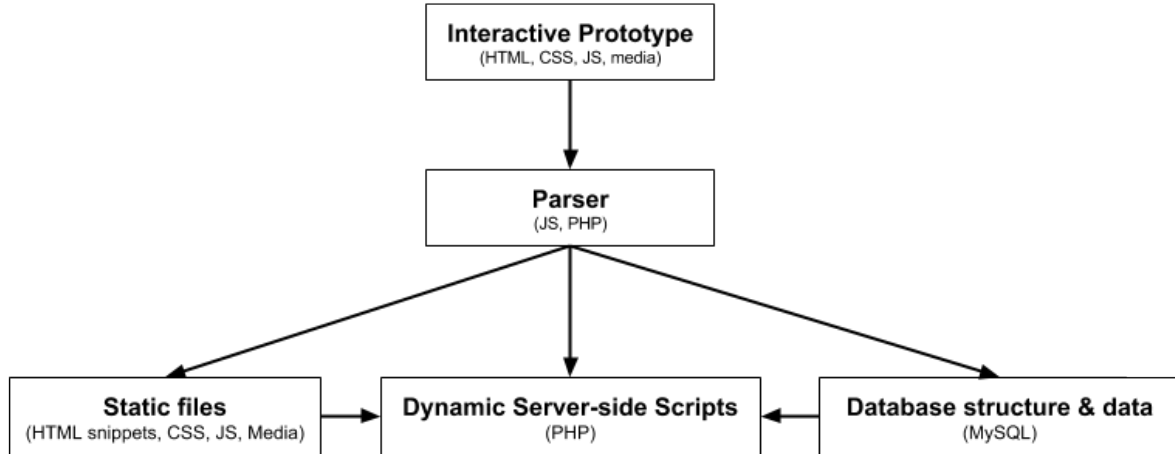 Interactive Prototype
(HTML, CSS, JS, media)
Parser
(JS, PHP)
Static files
(HTML snippets, CSS, JS, Media)
Dynamic Server-side Scripts
(PHP)
Database structure & data
(MySQL)